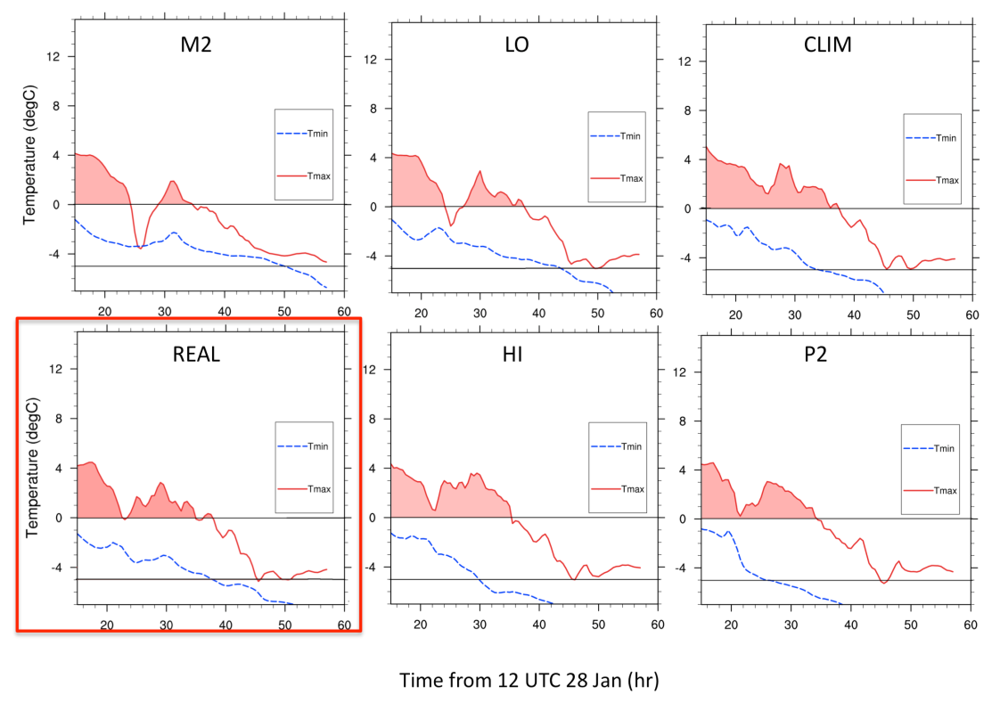 M2
LO
CLIM
Temperature (degC)
12
8
4
0
-4
20
30
40
50
60
Tmin
Tmax
12
8
4
0
-4
20
30
40
50
60
Tmin
Tmax
12
8
4
0
-4
20
30
40
50
60
Tmin
Tmax
REAL
HI
P2
Temperature (degC)
12
8
4
0
-4
20
30
40
50
60
Tmin
Tmax
12
8
4
0
-4
20
30
40
50
60
Tmin
Tmax
12
8
4
0
-4
20
30
40
50
60
Tmin
Tmax
Time from 12 UTC 28 Jan (hr)